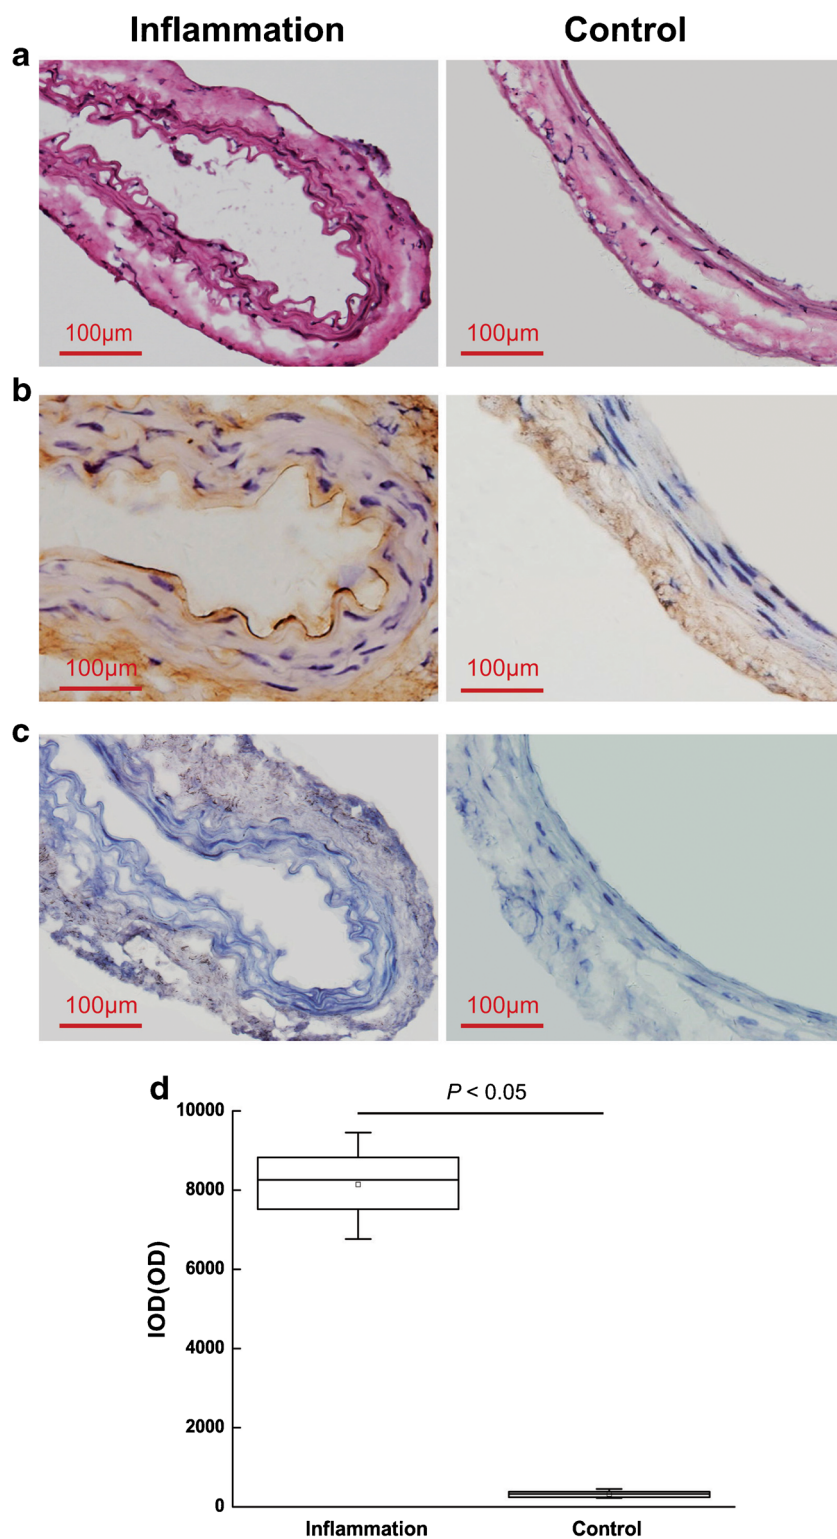 Inflammation Control
a
100µm 100µm
b
100µm 100µm
c
100µm 100µm
d
P < 0.05
10000
8000
6000
4000
2000
0
IOD(OD)
Inflammation Control